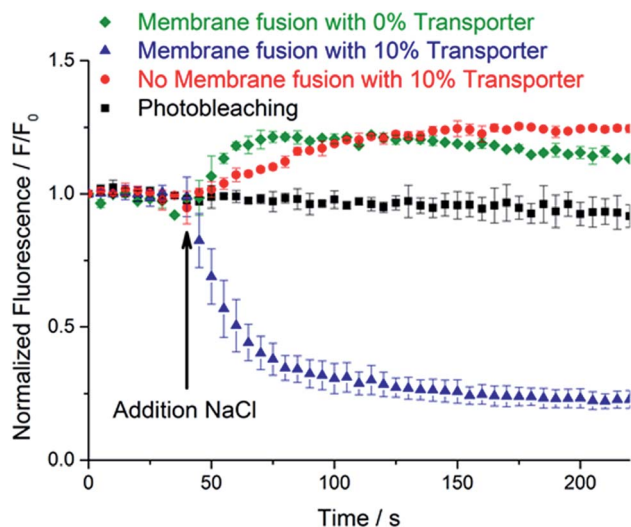 Membrane fusion with 0% Transporter
Membrane fusion with 10% Transporter
No Membrane fusion with 10% Transporter
Photobleaching
Normalized Fluorescence / F/F₀
1.5
1.0
0.5
0.0
Addition NaCl
0
50
100
150
200
Time / s